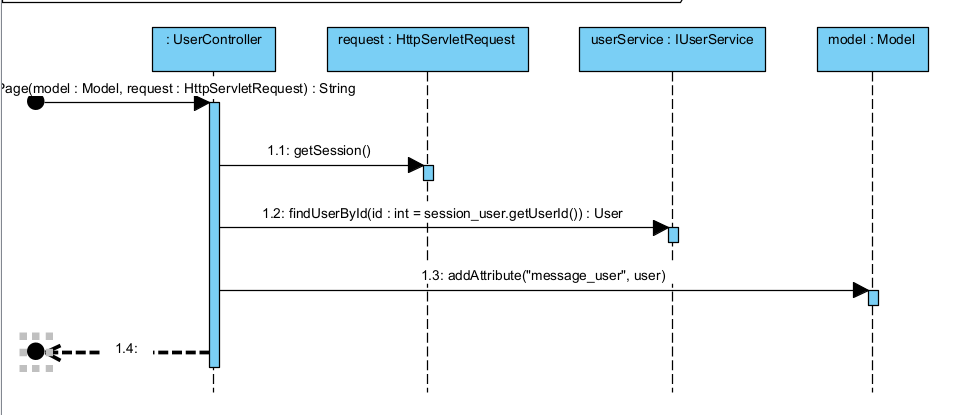 : UserController
request : HttpServletRequest
userService : IUserService
model : Model
Page(model : Model, request : HttpServletRequest) : String
1.1: getSession()
1.2: findUserById(id : int = session_user.getUserId()) : User
1.3: addAttribute("message_user", user)
1.4: